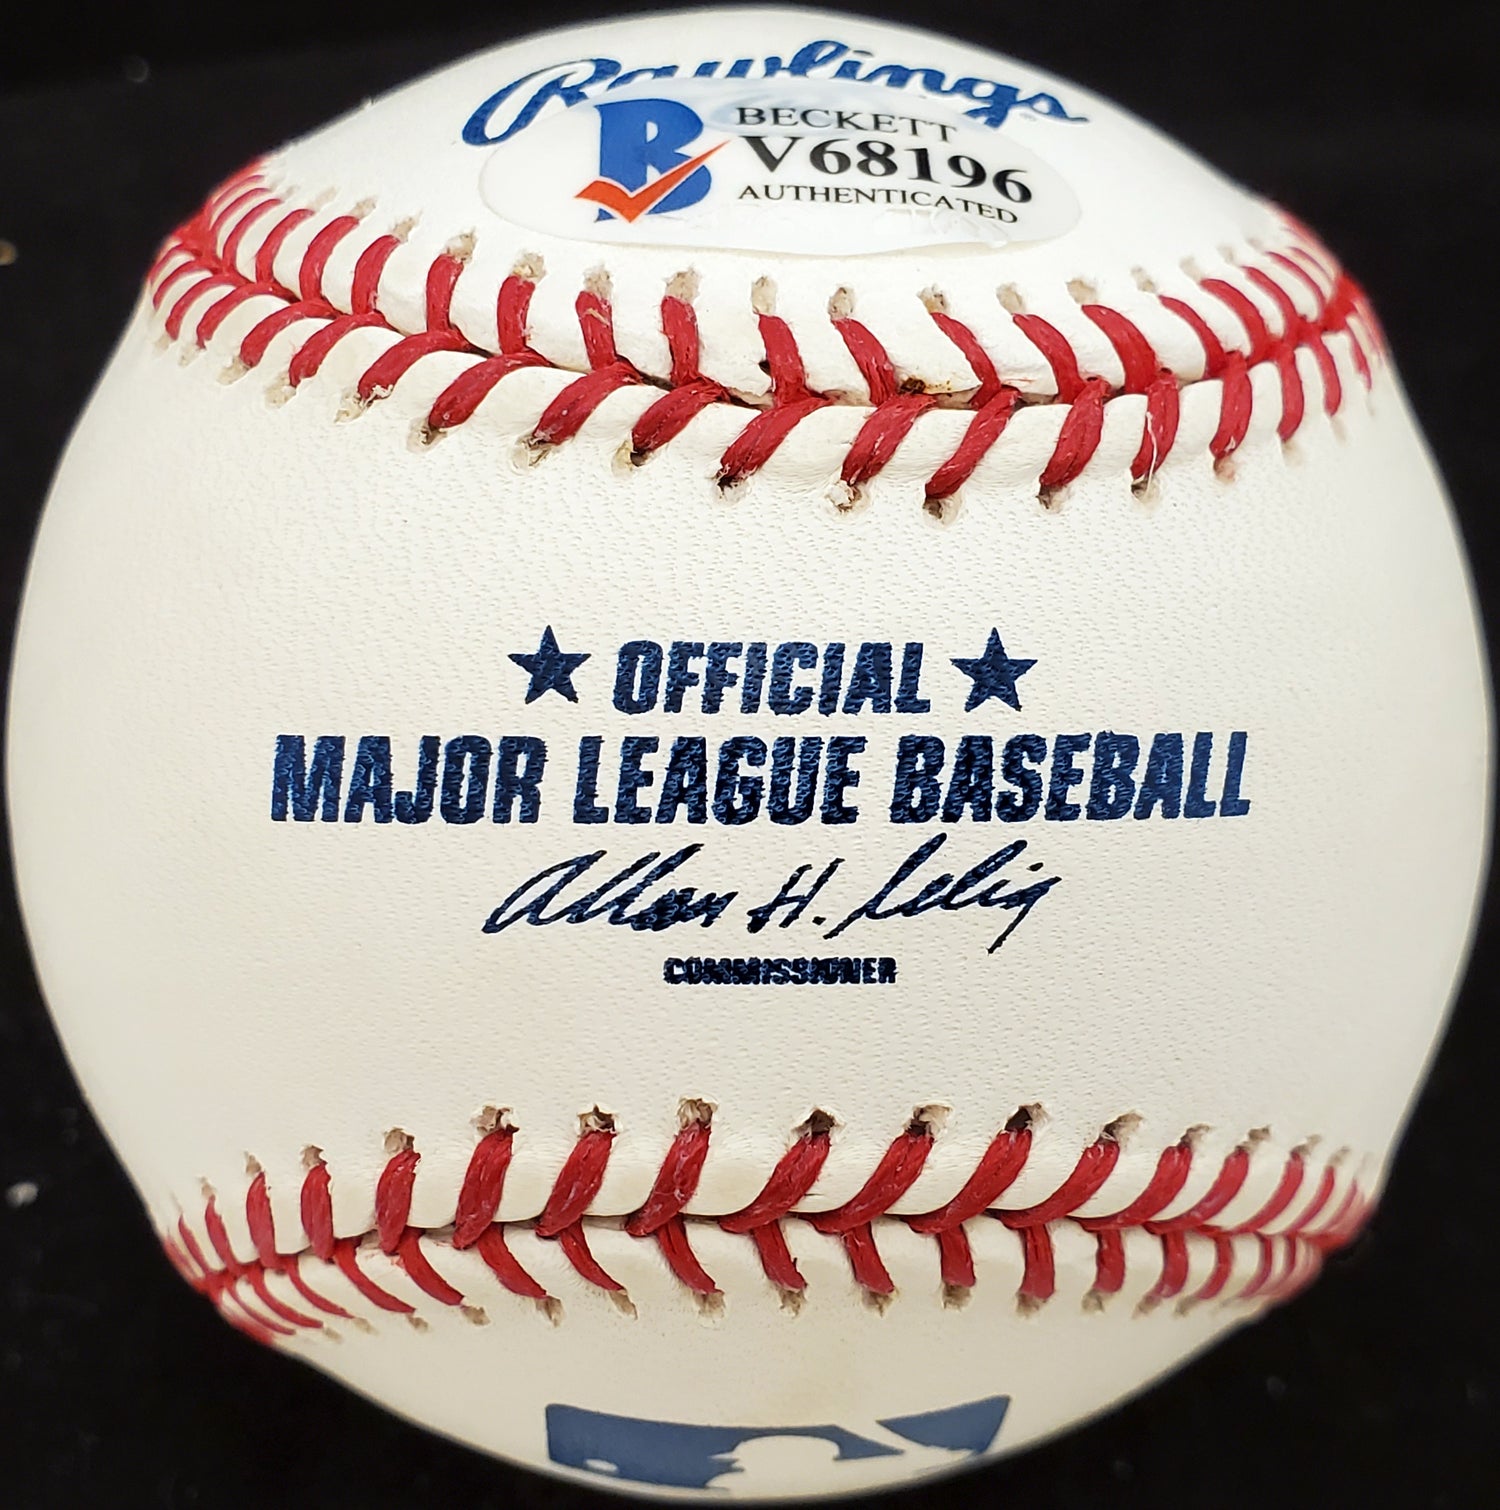 Rawlings
B BECKETT
V68196
AUTHENTICATED
★ OFFICIAL ★
MAJOR LEAGUE BASEBALL
Allan H. Selig
COMMISSIONER